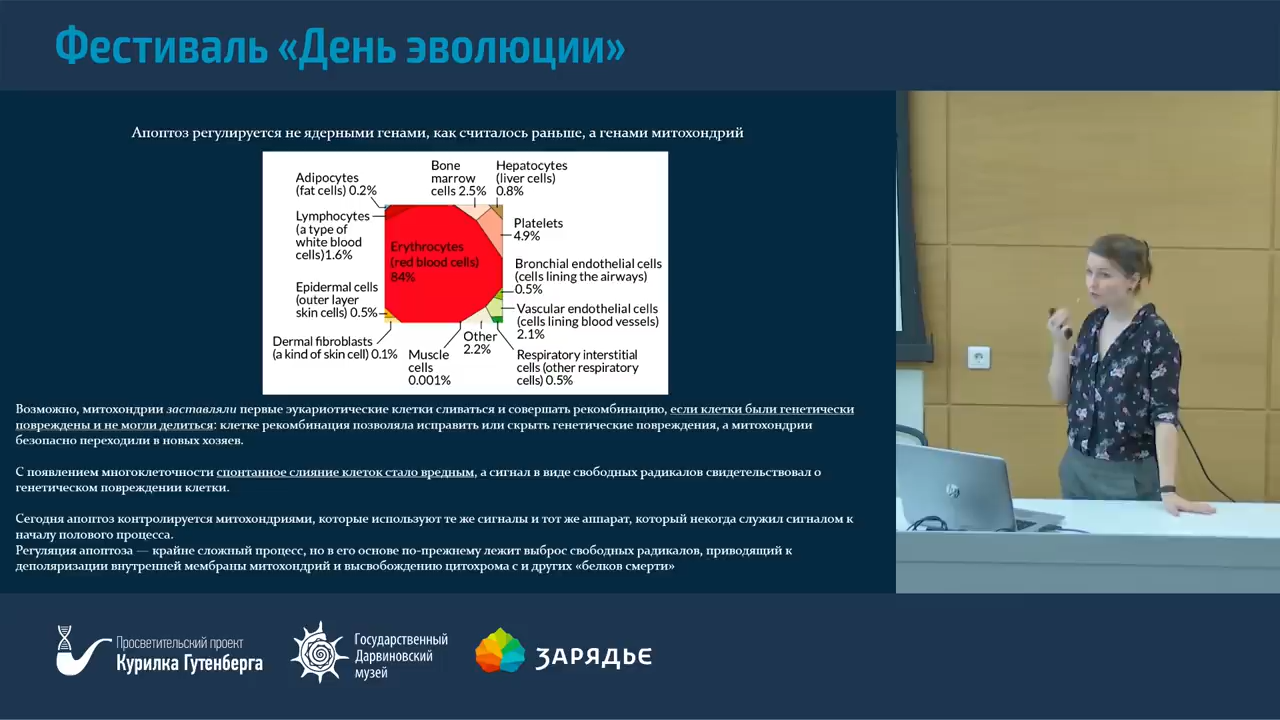 Фестиваль «День эволюции»
Апоптоз регулируется не ядерными генами, как считалось раньше, а генами митохондрий
Adipocytes
(fat cells) 0.2%
Bone
marrow
cells 2.5%
Hepatocytes
(liver cells)
0.8%
Lymphocytes
(a type of
white blood
cells)1.6%
Platelets
4.9%
Erythrocytes
(red blood cells)
84%
Bronchial endothelial cells
(cells lining the airways)
0.5%
Epidermal cells
(outer layer
skin cells) 0.5%
Vascular endothelial cells
(cells lining blood vessels)
2.1%
Dermal fibroblasts
(a kind of skin cell) 0.1%
Muscle
cells
0.001%
Other
2.2%
Respiratory interstitial
cells (other respiratory
cells) 0.5%
Возможно, митохондрии заставляли первые эукариотические клетки сливаться и совершать рекомбинацию, если клетки были генетически
повреждены и не могли делиться: клетке рекомбинация позволяла исправить или скрыть генетические повреждения, а митохондрии
безопасно переходили в новых хозяев.
С появлением многоклеточности спонтанное слияние клеток стало вредным, а сигнал в виде свободных радикалов свидетельствовал о
генетическом повреждении клетки.
Сегодня апоптоз контролируется митохондриями, которые используют те же сигналы и тот же аппарат, который некогда служил сигналом к
началу полового процесса.
Регуляция апоптоза — крайне сложный процесс, но в его основе по-прежнему лежит выброс свободных радикалов, приводящий к
деполяризации внутренней мембраны митохондрий и высвобождению цитохрома с и других «белков смерти»
Просветительский проект
Курилка Гутенберга
Государственный
Дарвиновский
музей
ЗАРЯДЬЕ